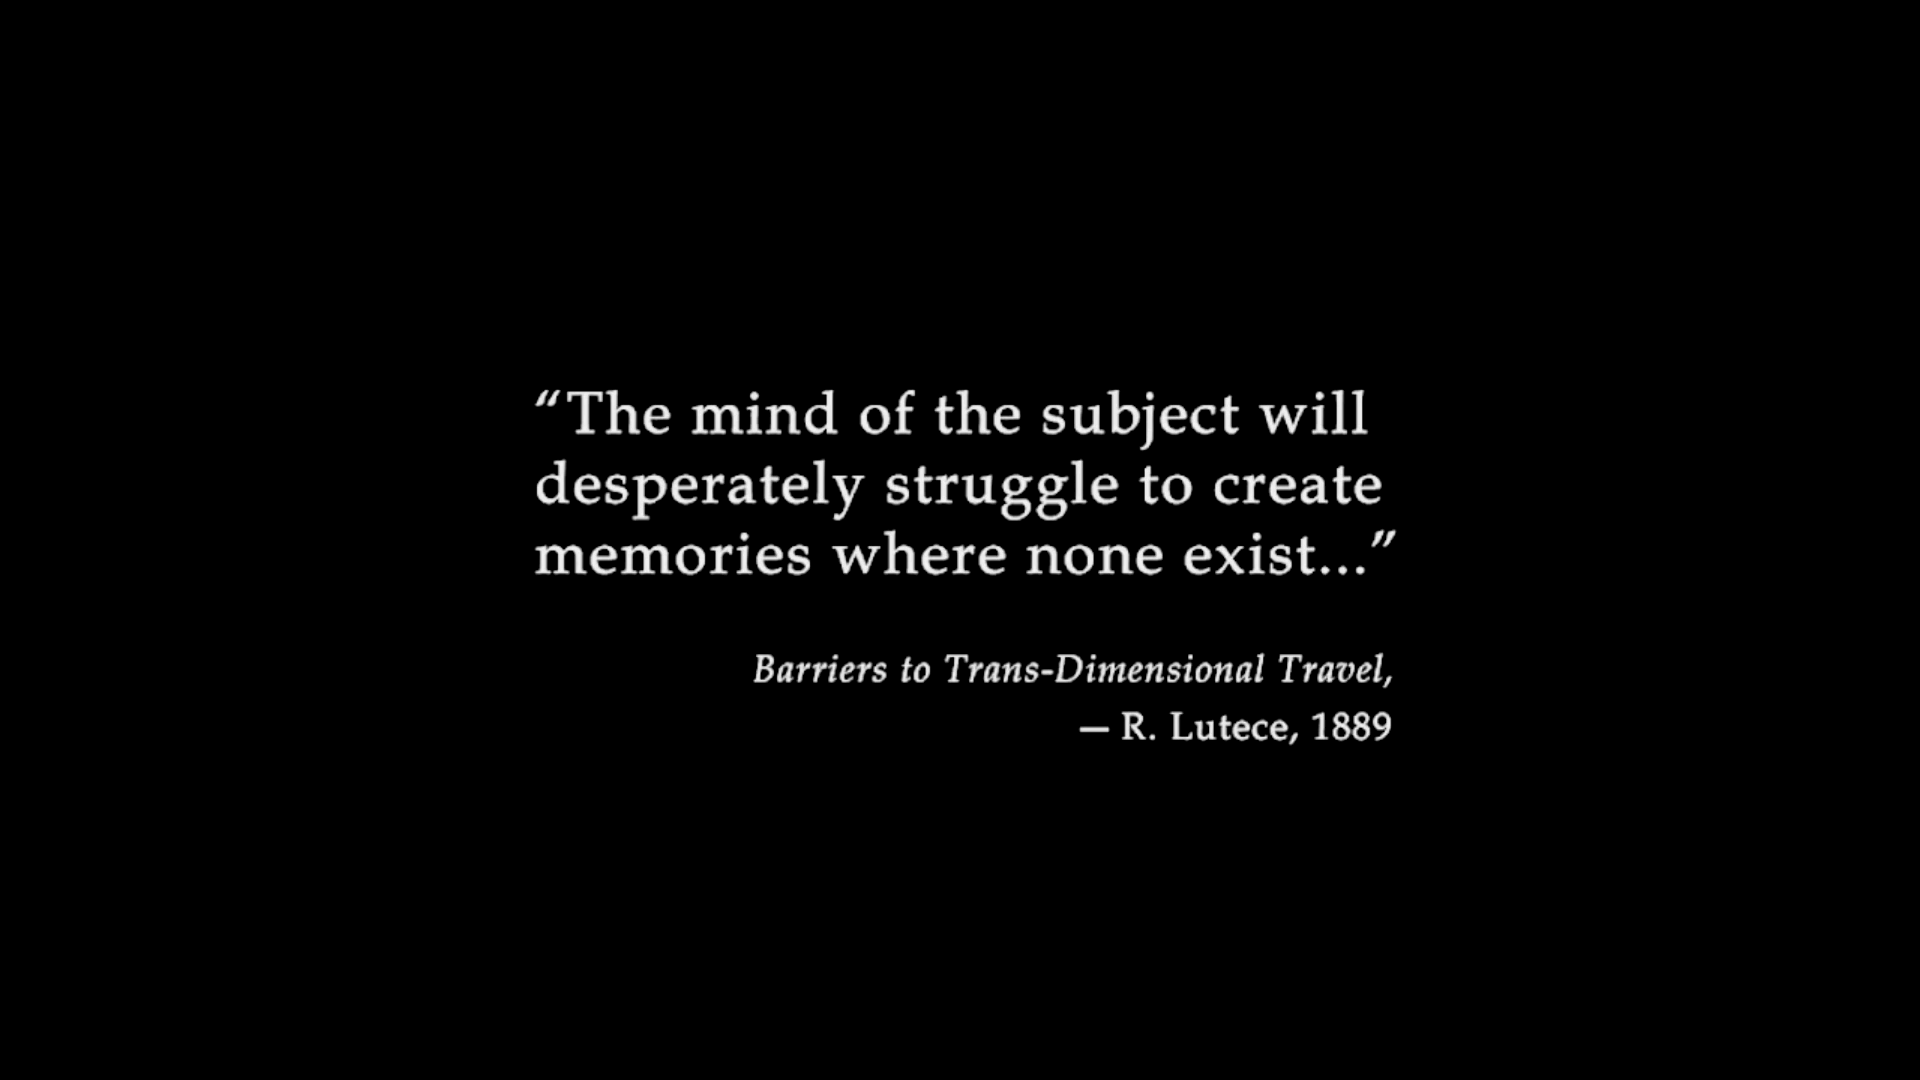 “The mind of the subject will
desperately struggle to create
memories where none exist...”
Barriers to Trans-Dimensional Travel,
— R. Lutece, 1889